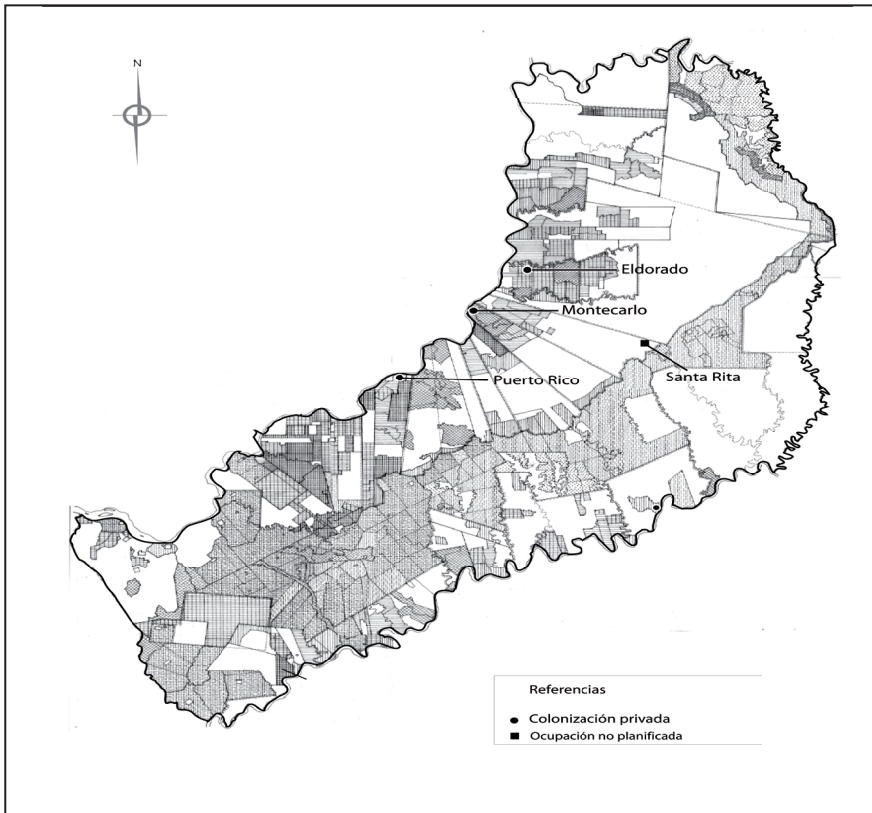 N
Eldorado
Montecarlo
Puerto Rico
Santa Rita
Referencias
Colonización privada
Ocupación no planificada